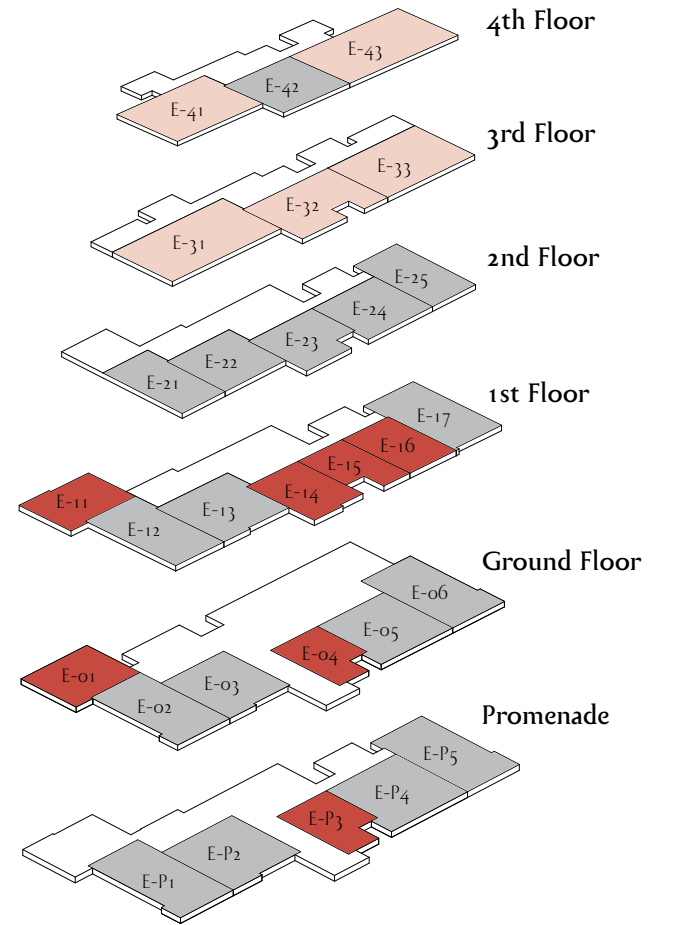 4th Floor
E-43
E-42
E-41
3rd Floor
E-33
E-32
E-31
2nd Floor
E-25
E-24
E-23
E-22
E-21
1st Floor
E-17
E-16
E-15
E-14
E-11
E-13
E-12
Ground Floor
E-06
E-05
E-04
E-01
E-03
E-02
Promenade
E-P5
E-P4
E-P3
E-P2
E-P1